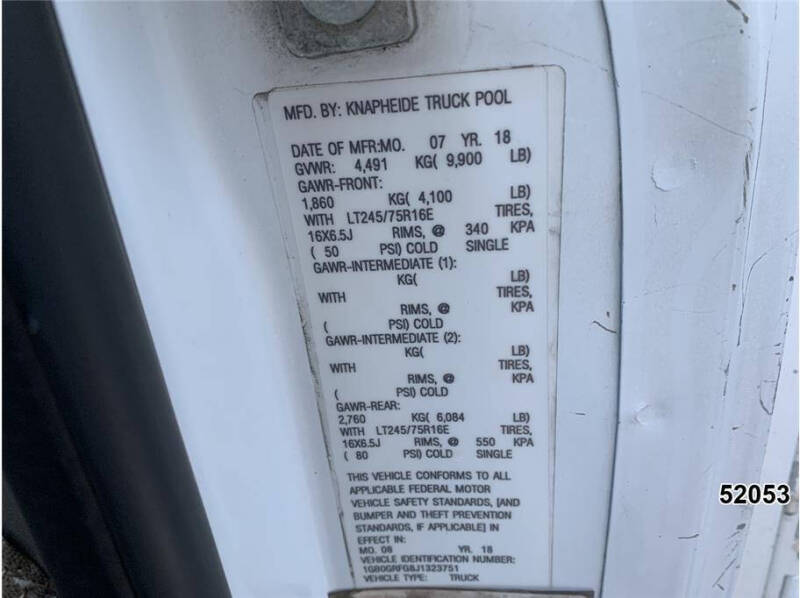 MFD. BY: KNAPHEIDE TRUCK POOL
DATE OF MFR:MO. 07 YR. 18
GVWR: 4,491 KG( 9,900 LB)
GAWR-FRONT:
1,860 KG( 4,100 LB)
WITH LT245/75R16E TIRES,
16X6.5J RIMS, @ 340 KPA
( 50 PSI) COLD SINGLE
GAWR-INTERMEDIATE (1):
KG( LB)
WITH TIRES,
RIMS, @ KPA
( PSI) COLD
GAWR-INTERMEDIATE (2):
KG( LB)
WITH TIRES,
RIMS, @ KPA
( PSI) COLD
GAWR-REAR:
2,760 KG( 6,084 LB)
WITH LT245/75R16E TIRES,
16X6.5J RIMS, @ 550 KPA
( 80 PSI) COLD SINGLE
THIS VEHICLE CONFORMS TO ALL
APPLICABLE FEDERAL MOTOR
VEHICLE SAFETY STANDARDS, [AND
BUMPER AND THEFT PREVENTION
STANDARDS, IF APPLICABLE] IN
EFFECT IN:
MO. 08 YR. 18
VEHICLE IDENTIFICATION NUMBER:
1GB0GRFG8J1323751
VEHICLE TYPE: TRUCK
52053